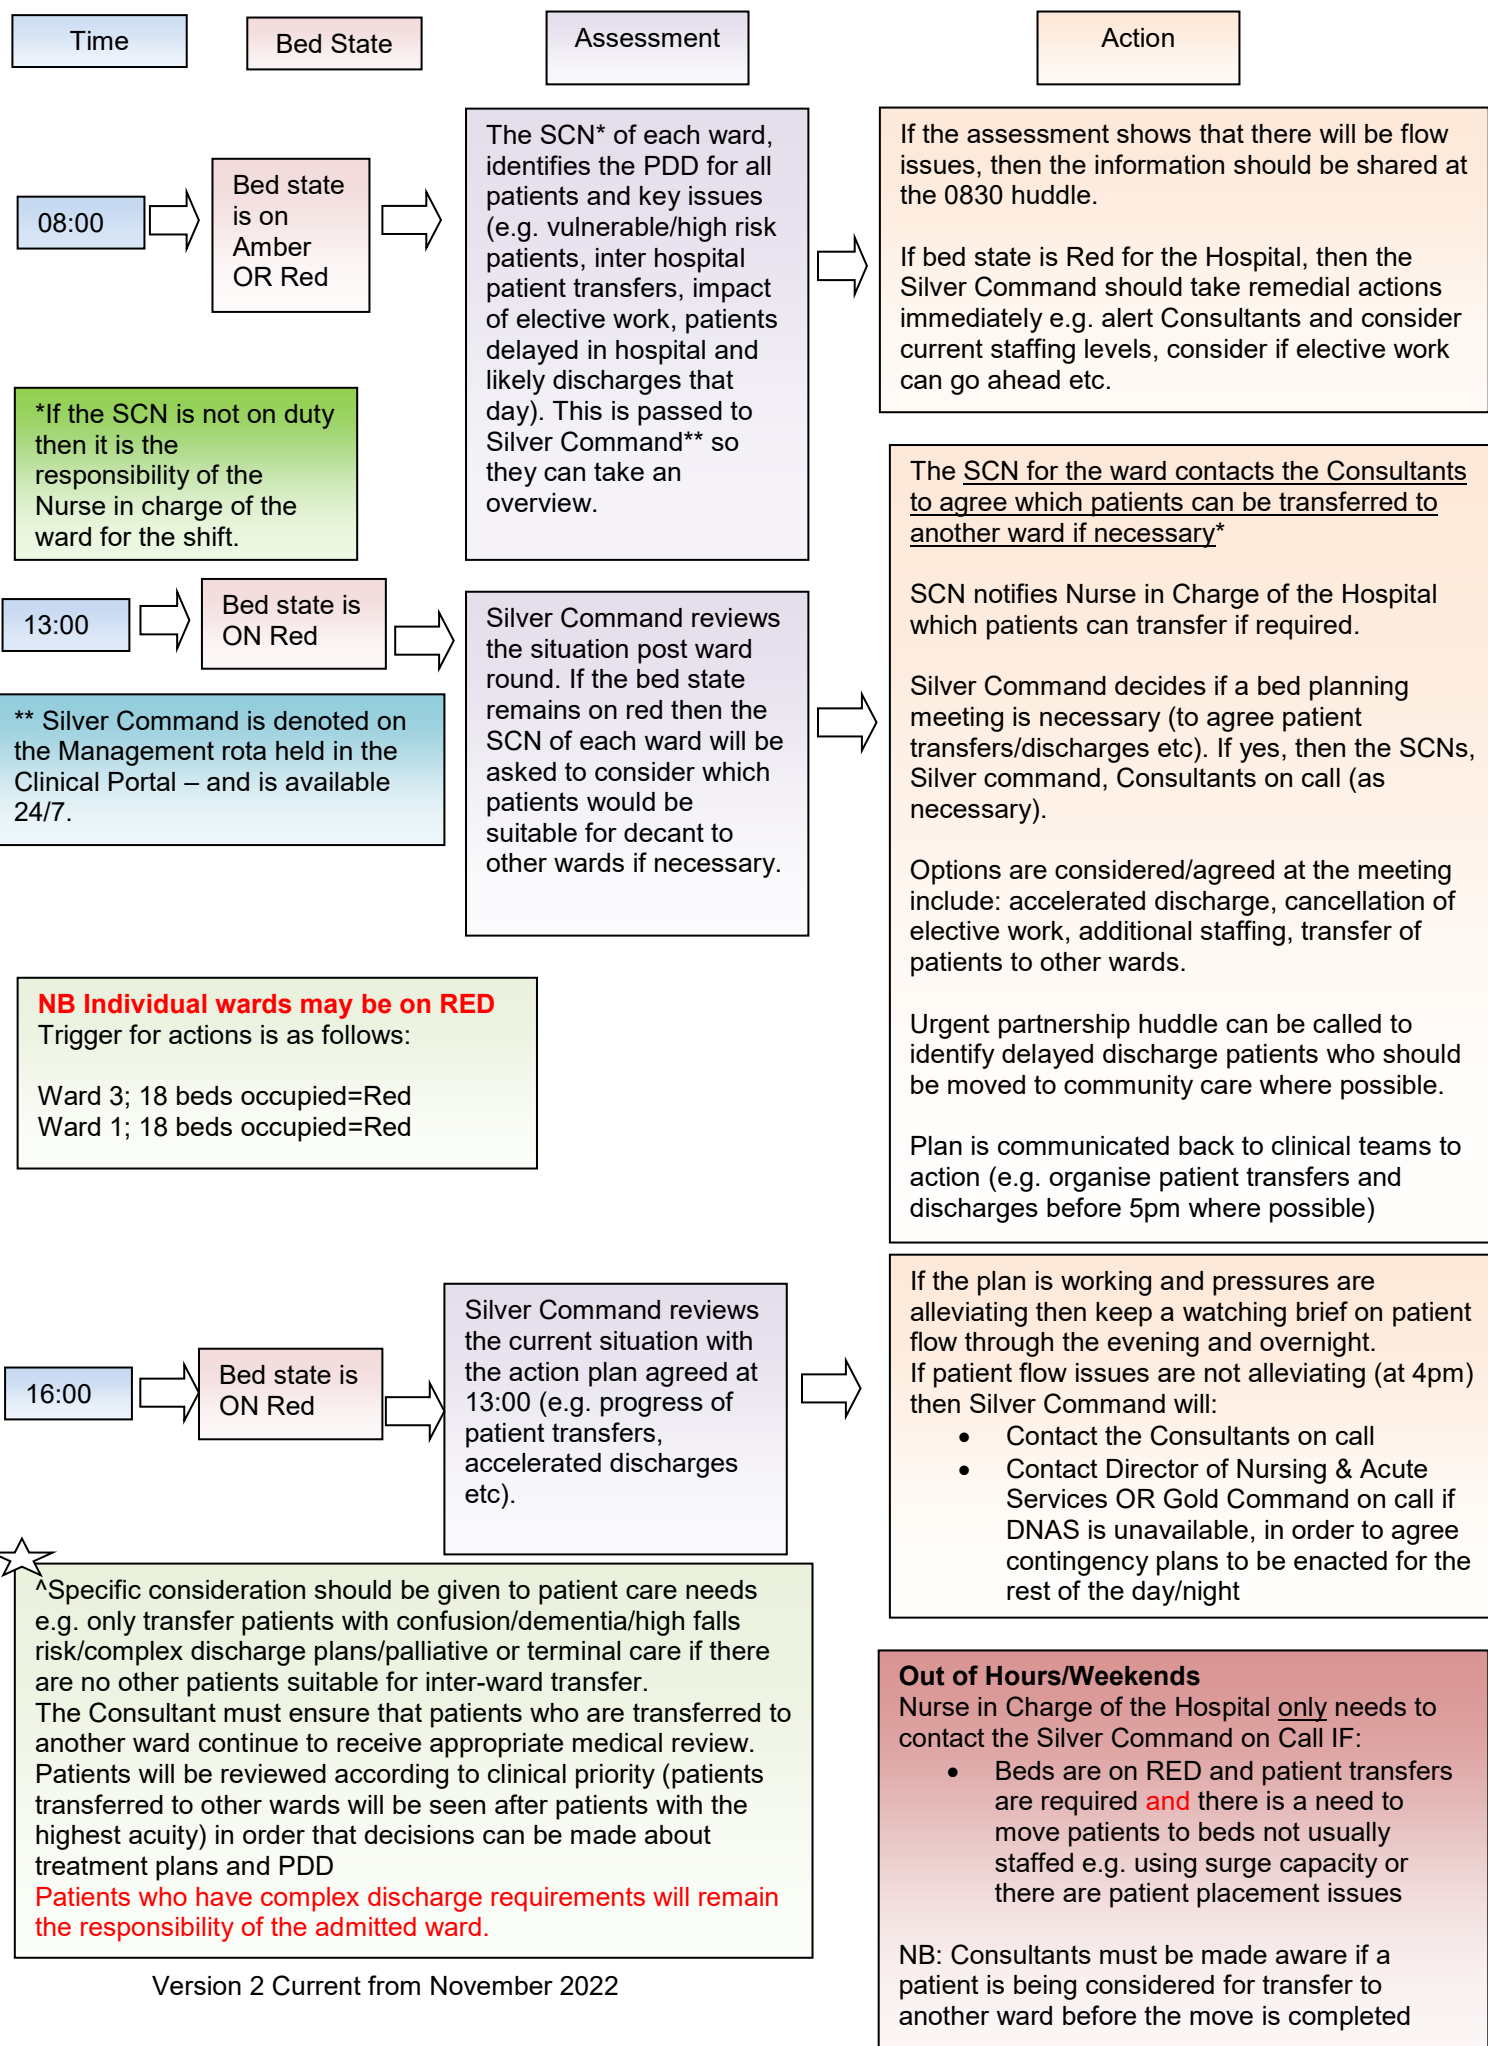 Time
Bed State
Assessment
Action
08:00
Bed state
is on
Amber
OR Red
The SCN* of each ward,
identifies the PDD for all
patients and key issues
(e.g. vulnerable/high risk
patients, inter hospital
patient transfers, impact
of elective work, patients
delayed in hospital and
likely discharges that
day). This is passed to
Silver Command** so
they can take an
overview.
If the assessment shows that there will be flow
issues, then the information should be shared at
the 0830 huddle.
If bed state is Red for the Hospital, then the
Silver Command should take remedial actions
immediately e.g. alert Consultants and consider
current staffing levels, consider if elective work
can go ahead etc.
*If the SCN is not on duty
then it is the
responsibility of the
Nurse in charge of the
ward for the shift.
13:00
Bed state is
ON Red
Silver Command reviews
the situation post ward
round. If the bed state
remains on red then the
SCN of each ward will be
asked to consider which
patients would be
suitable for decant to
other wards if necessary.
The SCN for the ward contacts the Consultants
to agree which patients can be transferred to
another ward if necessary*
SCN notifies Nurse in Charge of the Hospital
which patients can transfer if required.
Silver Command decides if a bed planning
meeting is necessary (to agree patient
transfers/discharges etc). If yes, then the SCNs,
Silver command, Consultants on call (as
necessary).
Options are considered/agreed at the meeting
include: accelerated discharge, cancellation of
elective work, additional staffing, transfer of
patients to other wards.
Urgent partnership huddle can be called to
identify delayed discharge patients who should
be moved to community care where possible.
Plan is communicated back to clinical teams to
action (e.g. organise patient transfers and
discharges before 5pm where possible)
** Silver Command is denoted on
the Management rota held in the
Clinical Portal – and is available
24/7.
NB Individual wards may be on RED
Trigger for actions is as follows:
Ward 3; 18 beds occupied=Red
Ward 1; 18 beds occupied=Red
16:00
Bed state is
ON Red
Silver Command reviews
the current situation with
the action plan agreed at
13:00 (e.g. progress of
patient transfers,
accelerated discharges
etc).
If the plan is working and pressures are
alleviating then keep a watching brief on patient
flow through the evening and overnight.
If patient flow issues are not alleviating (at 4pm)
then Silver Command will:
• Contact the Consultants on call
• Contact Director of Nursing & Acute
Services OR Gold Command on call if
DNAS is unavailable, in order to agree
contingency plans to be enacted for the
rest of the day/night
^Specific consideration should be given to patient care needs
e.g. only transfer patients with confusion/dementia/high falls
risk/complex discharge plans/palliative or terminal care if there
are no other patients suitable for inter-ward transfer.
The Consultant must ensure that patients who are transferred to
another ward continue to receive appropriate medical review.
Patients will be reviewed according to clinical priority (patients
transferred to other wards will be seen after patients with the
highest acuity) in order that decisions can be made about
treatment plans and PDD
Patients who have complex discharge requirements will remain
the responsibility of the admitted ward.
Out of Hours/Weekends
Nurse in Charge of the Hospital only needs to
contact the Silver Command on Call IF:
• Beds are on RED and patient transfers
are required and there is a need to
move patients to beds not usually
staffed e.g. using surge capacity or
there are patient placement issues
NB: Consultants must be made aware if a
patient is being considered for transfer to
another ward before the move is completed
Version 2 Current from November 2022